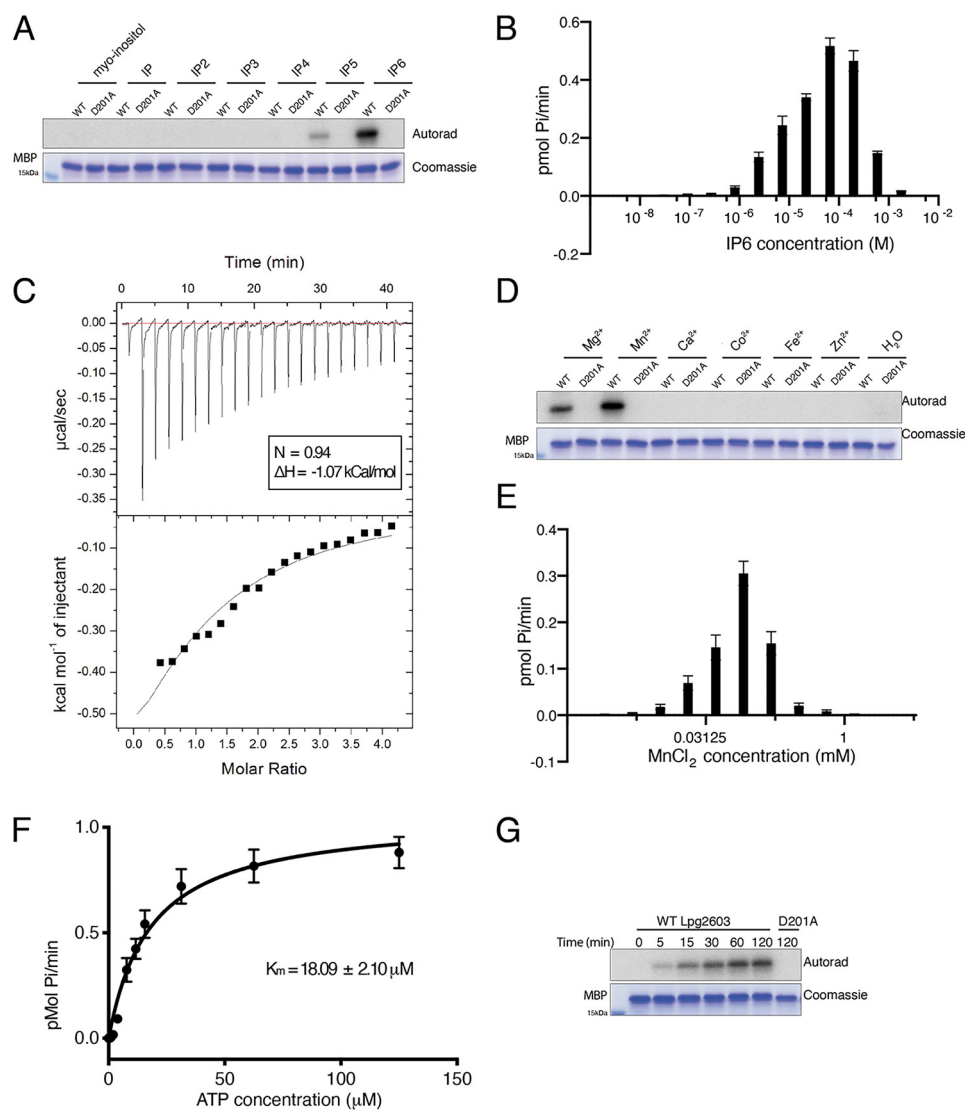 A
myo-inositol IP IP2 IP3 IP4 IP5 IP6
WT D201A WT D201A WT D201A WT D201A WT D201A WT D201A WT D201A
Autorad
MBP
15kDa
Coomassie
B
pmol Pi/min
0.6
0.4
0.2
0.0
-0.2
10-8 10-7 10-6 10-5 10-4 10-3 10-2
IP6 concentration (M)
C
Time (min)
0 10 20 30 40
µcal/sec
0.00
-0.05
-0.10
-0.15
-0.20
-0.25
-0.30
-0.35
N = 0.94
ΔH = -1.07 kCal/mol
kcal mol-1 of injectant
-0.10
-0.20
-0.30
-0.40
-0.50
0.0 0.5 1.0 1.5 2.0 2.5 3.0 3.5 4.0
Molar Ratio
D
Mg2+ Mn2+ Ca2+ Co2+ Fe2+ Zn2+ H2O
WT D201A WT D201A WT D201A WT D201A WT D201A WT D201A WT D201A
Autorad
MBP
15kDa
Coomassie
E
pmol Pi/min
0.4
0.3
0.2
0.1
0.0
-0.1
0.03125 1
MnCl2 concentration (mM)
F
pMol Pi/min
1.0
0.5
0.0
Km = 18.09 ± 2.10 µM
0 50 100 150
ATP concentration (µM)
G
WT Lpg2603 D201A
Time (min) 0 5 15 30 60 120 120
Autorad
MBP
15kDa
Coomassie